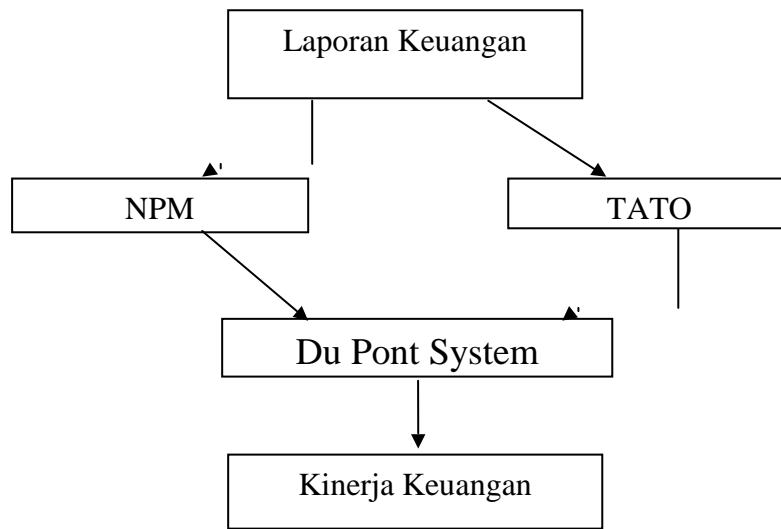 Laporan Keuangan
NPM
TATO
Du Pont System
Kinerja Keuangan